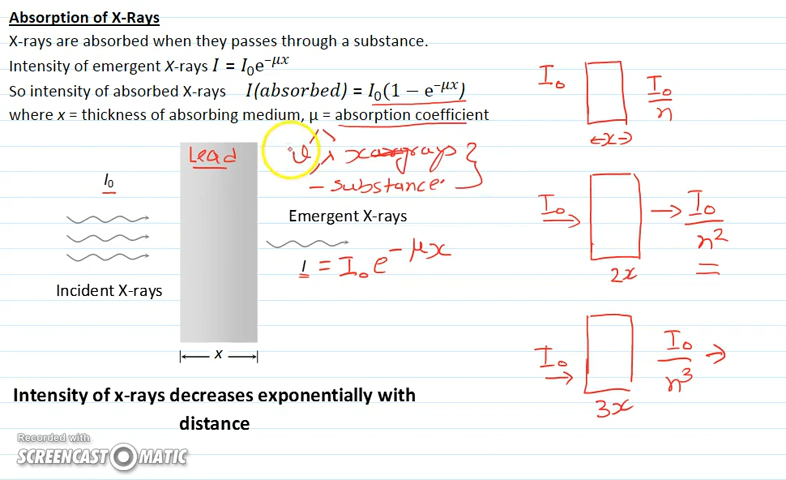 Absorption of X-Rays
X-rays are absorbed when they passes through a substance.
Intensity of emergent X-rays I = I₀e^−μx
So intensity of absorbed X-rays I(absorbed) = I₀(1 − e^−μx)
where x = thickness of absorbing medium, μ = absorption coefficient
Lead
λ x rays
– substance
I₀
Emergent X-rays
I = I₀ e^−μx
Incident X-rays
x
Intensity of x-rays decreases exponentially with
distance
I₀
I₀/n
x
I₀
I₀/n²
=
2x
I₀
I₀/n³
3x
Recorded with
SCREENCAST MATIC